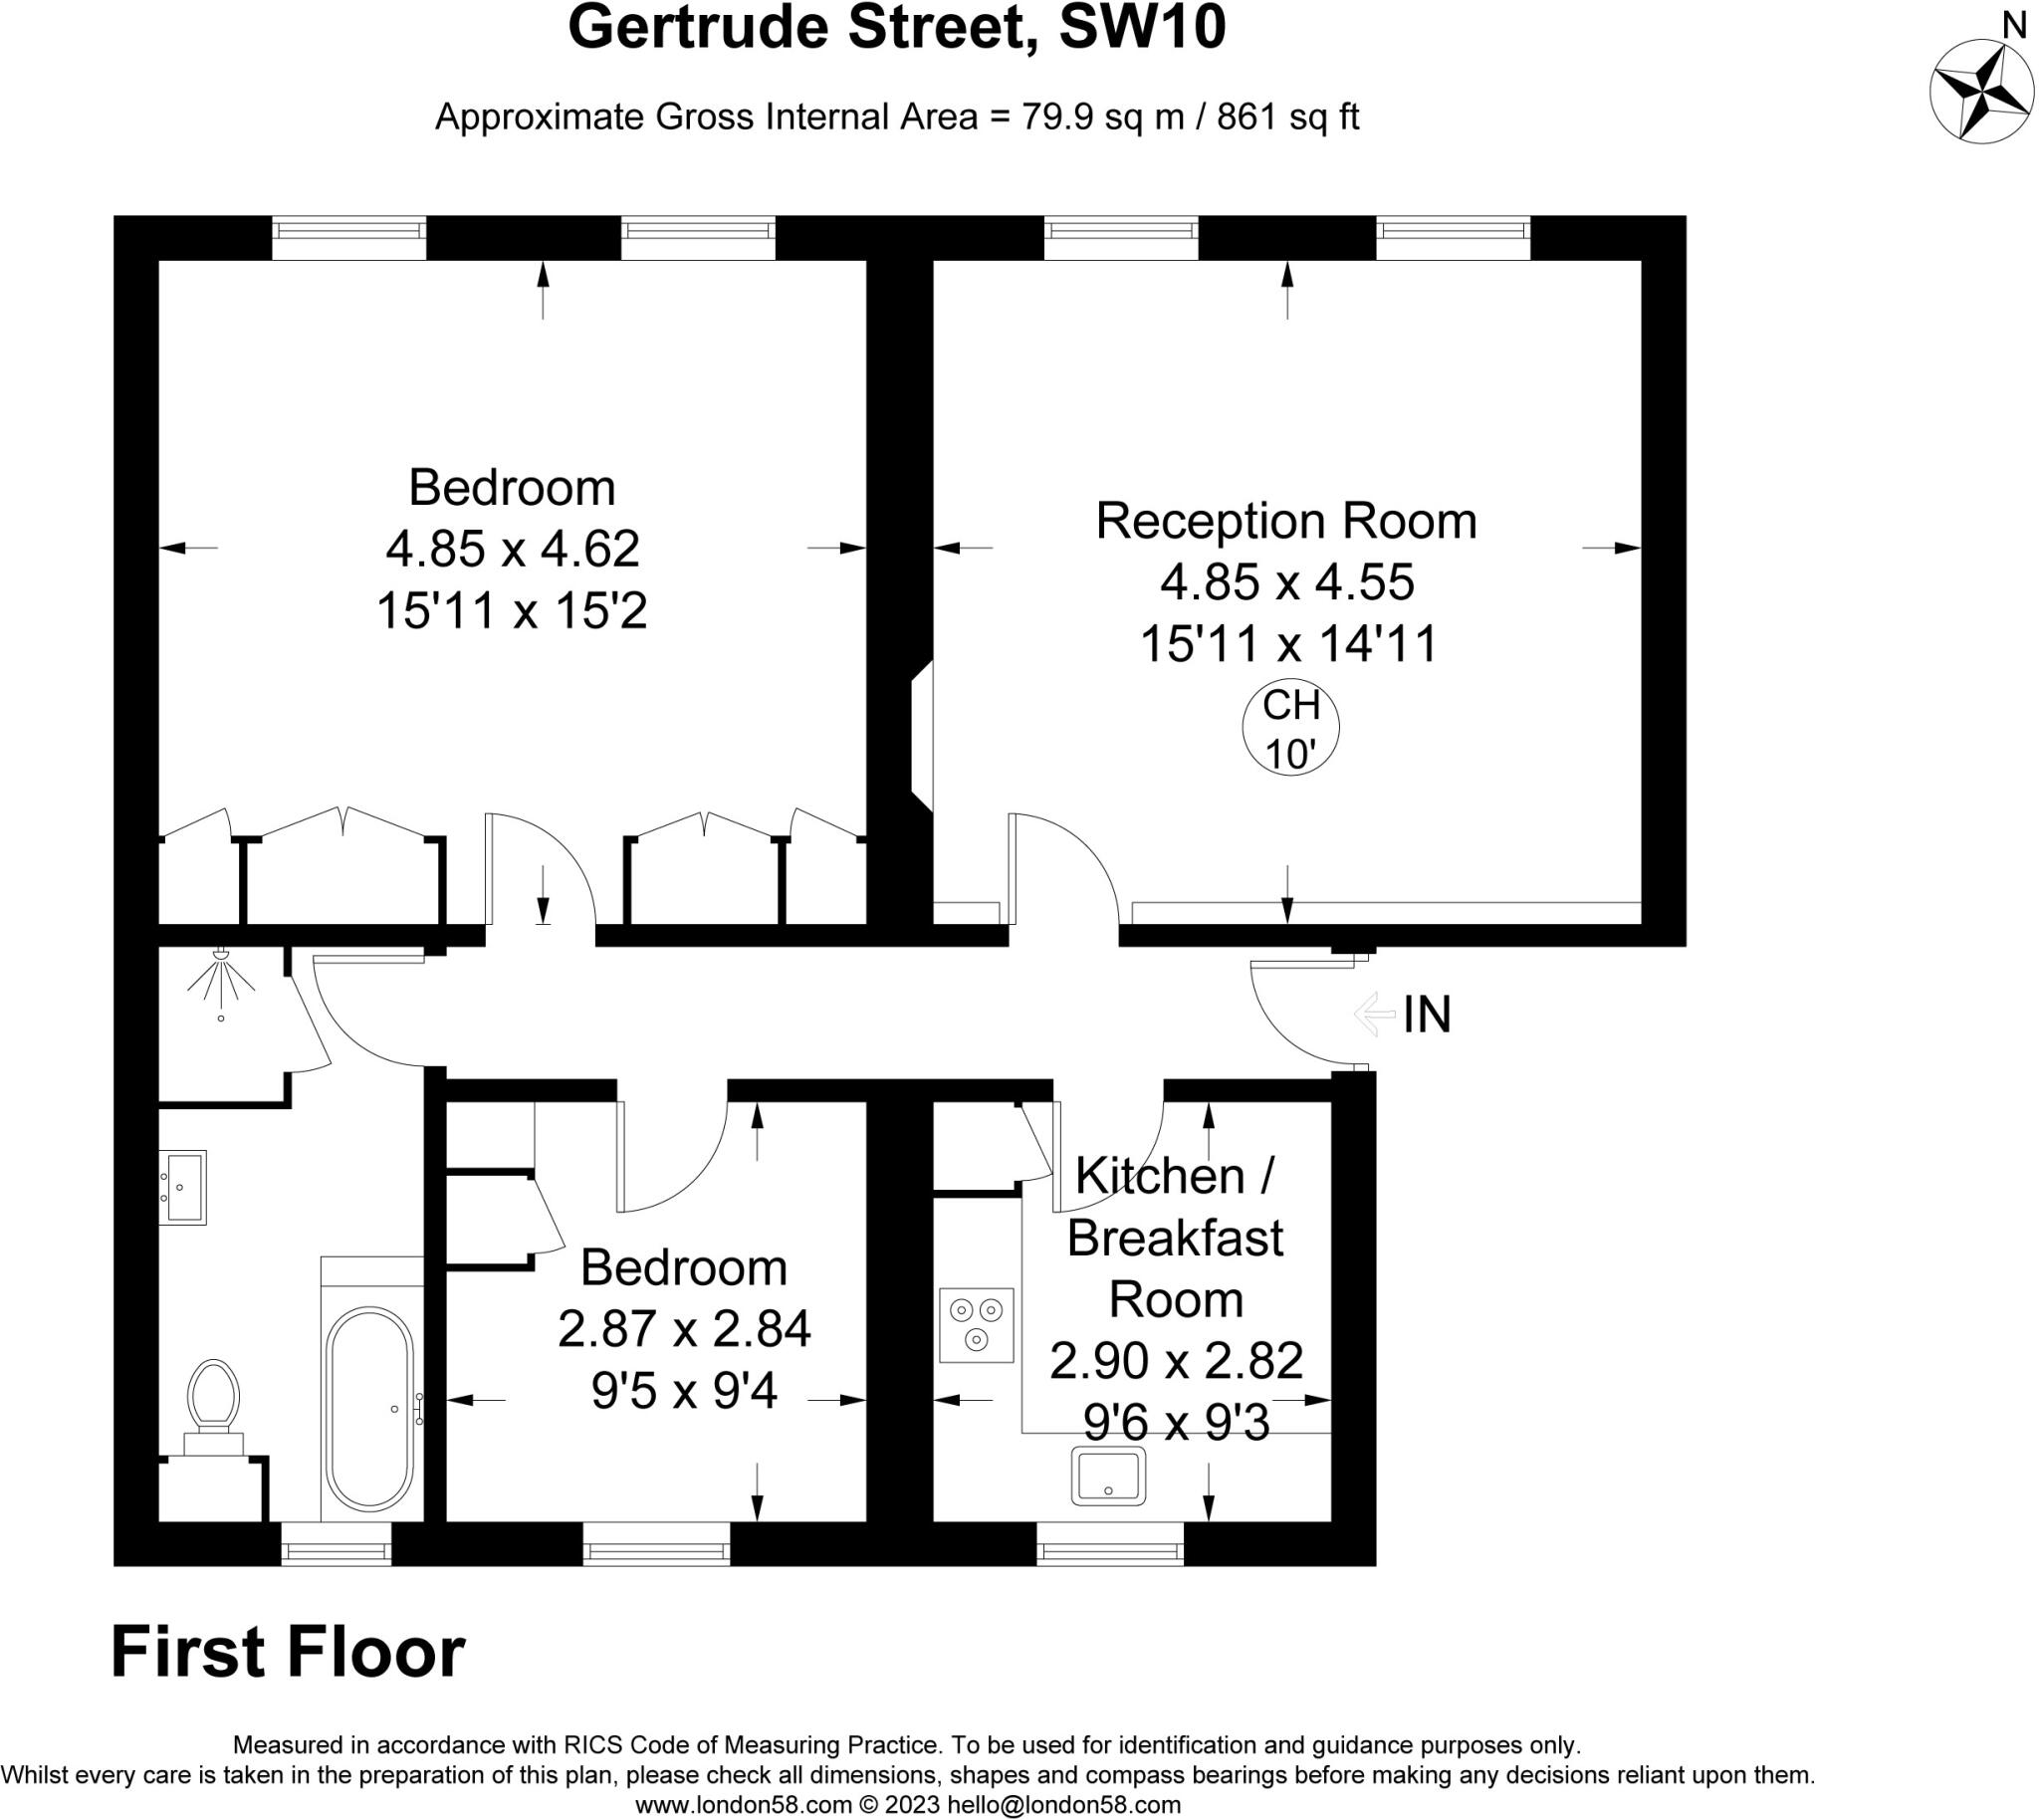 Gertrude Street, SW10
N
Approximate Gross Internal Area = 79.9 sq m / 861 sq ft
Bedroom
4.85 x 4.62
15'11 x 15'2
Reception Room
4.85 x 4.55
15'11 x 14'11
CH
10'
IN
Bedroom
2.87 x 2.84
9'5 x 9'4
Kitchen /
Breakfast
Room
2.90 x 2.82
9'6 x 9'3
First Floor
Measured in accordance with RICS Code of Measuring Practice. To be used for identification and guidance purposes only.
Whilst every care is taken in the preparation of this plan, please check all dimensions, shapes and compass bearings before making any decisions reliant upon them.
www.london58.com © 2023 hello@london58.com